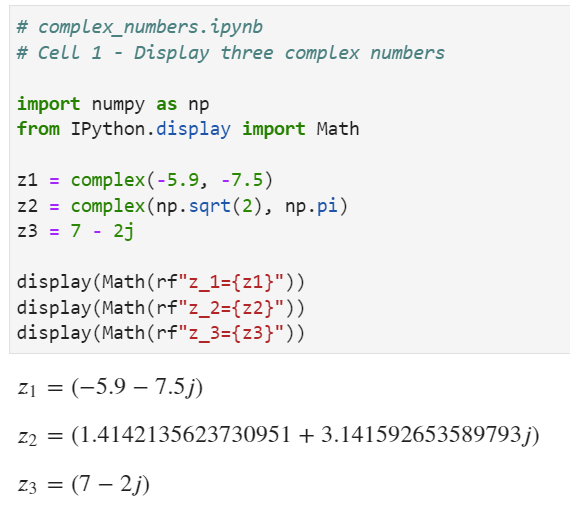 # complex_numbers.ipynb
# Cell 1 - Display three complex numbers
import numpy as np
from IPython.display import Math
z1 = complex(-5.9, -7.5)
z2 = complex(np.sqrt(2), np.pi)
z3 = 7 - 2j
display(Math(rf"z_1={z1}"))
display(Math(rf"z_2={z2}"))
display(Math(rf"z_3={z3}"))
z₁ = (−5.9 − 7.5j)
z₂ = (1.4142135623730951 + 3.141592653589793j)
z₃ = (7 − 2j)